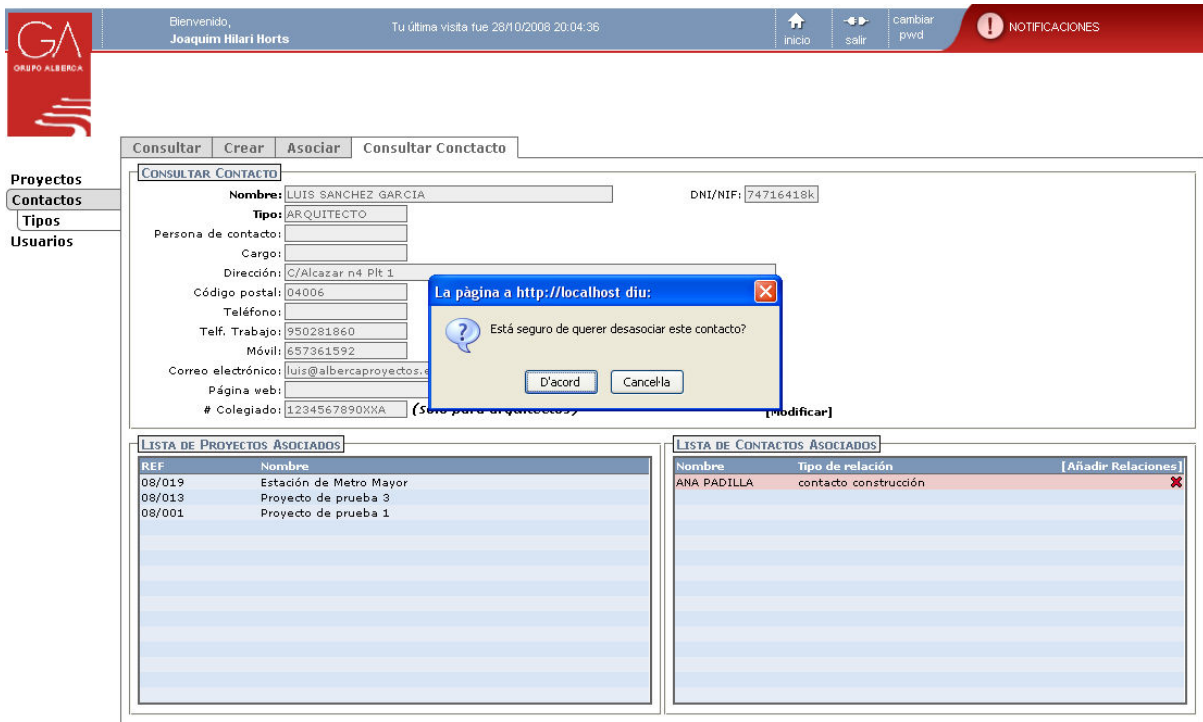 GA
GRUPO ALBERCA
Bienvenido,
Joaquim Hilari Horts
Tu última visita fue 28/10/2008 20:04:36
inicio
salir
cambiar
pwd
! NOTIFICACIONES
Consultar Crear Asociar Consultar Conctacto
Proyectos
Contactos
Tipos
Usuarios
CONSULTAR CONTACTO
Nombre: LUIS SANCHEZ GARCIA DNI/NIF: 74716418k
Tipo: ARQUITECTO
Persona de contacto:
Cargo:
Dirección: C/Alcazar n4 Plt 1
Código postal: 04006
Teléfono:
Telf. Trabajo: 950281860
Móvil: 657361592
Correo electrónico: luis@albercaproyectos.e
Página web:
# Colegiado: 1234567890XXA (solo para arquitectos) [Modificar]
La pàgina a http://localhost diu:
Está seguro de querer desasociar este contacto?
D'acord Cancel·la
LISTA DE PROYECTOS ASOCIADOS
REF Nombre
08/019 Estación de Metro Mayor
08/013 Proyecto de prueba 3
08/001 Proyecto de prueba 1
LISTA DE CONTACTOS ASOCIADOS
Nombre Tipo de relación [Añadir Relaciones]
ANA PADILLA contacto construcción